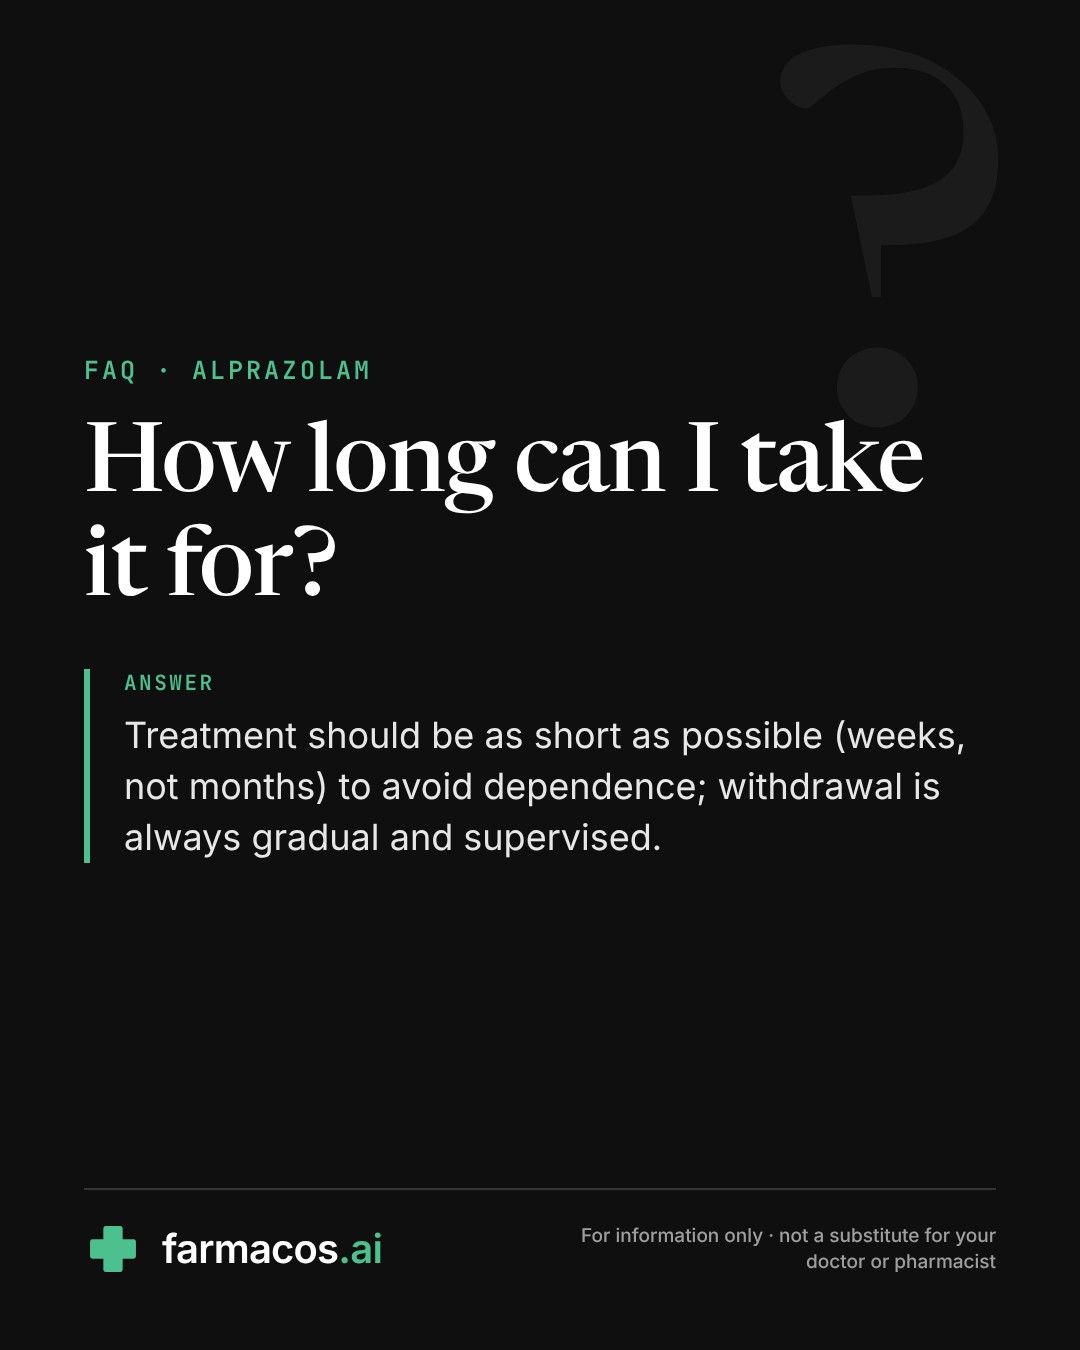 FAQ · ALPRAZOLAM
How long can I take
it for?
ANSWER
Treatment should be as short as possible (weeks,
not months) to avoid dependence; withdrawal is
always gradual and supervised.
farmacos.ai
For information only · not a substitute for your
doctor or pharmacist